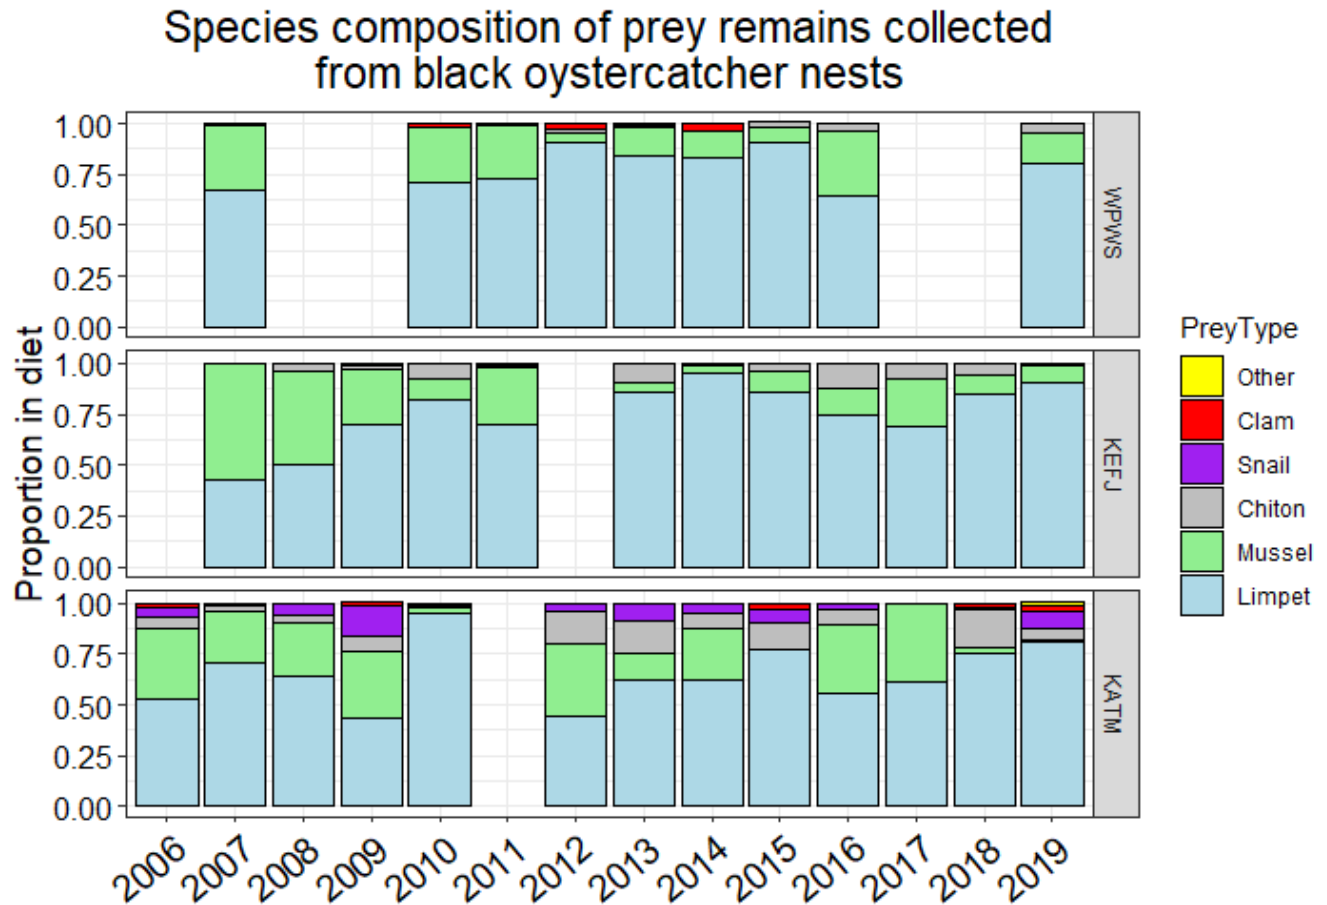 Species composition of prey remains collected
from black oystercatcher nests
Proportion in diet
1.00
0.75
0.50
0.25
0.00
WPWS
1.00
0.75
0.50
0.25
0.00
KEFJ
1.00
0.75
0.50
0.25
0.00
KATM
2006 2007 2008 2009 2010 2011 2012 2013 2014 2015 2016 2017 2018 2019
PreyType
Other
Clam
Snail
Chiton
Mussel
Limpet